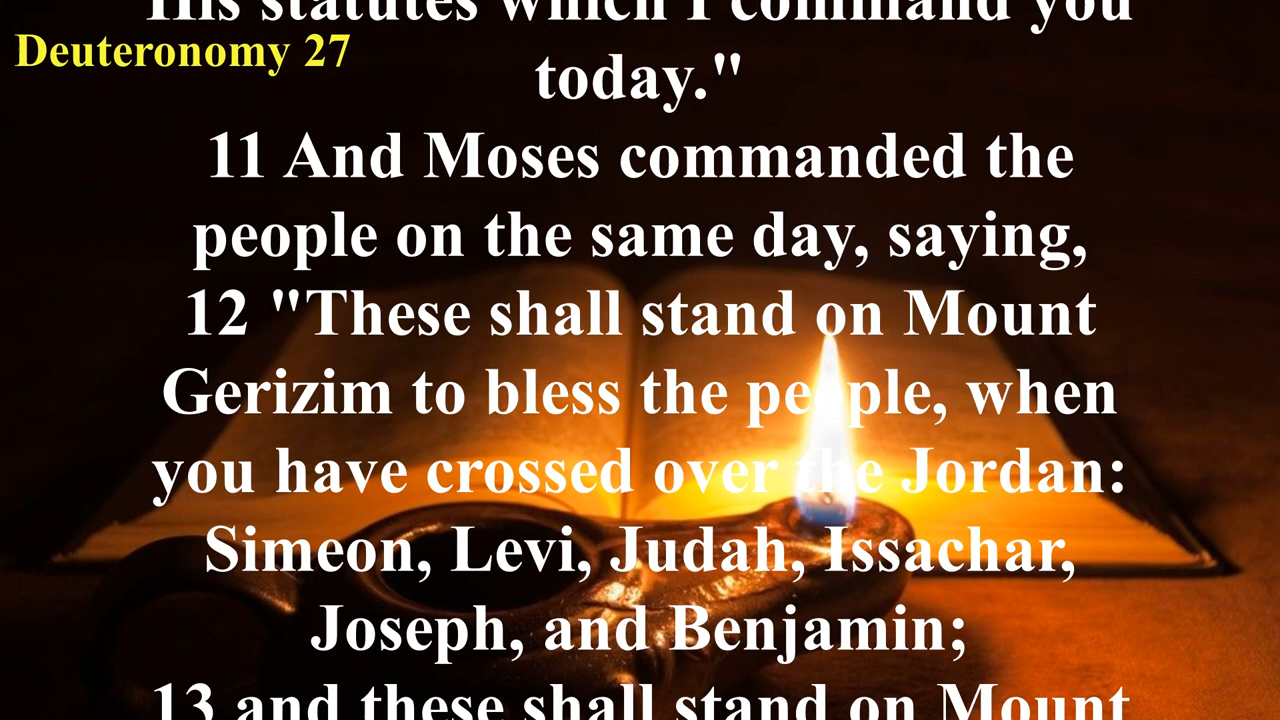 His statutes which I command you
Deuteronomy 27
today."
11 And Moses commanded the
people on the same day, saying,
12 "These shall stand on Mount
Gerizim to bless the people, when
you have crossed over the Jordan:
Simeon, Levi, Judah, Issachar,
Joseph, and Benjamin;
13 and these shall stand on Mount